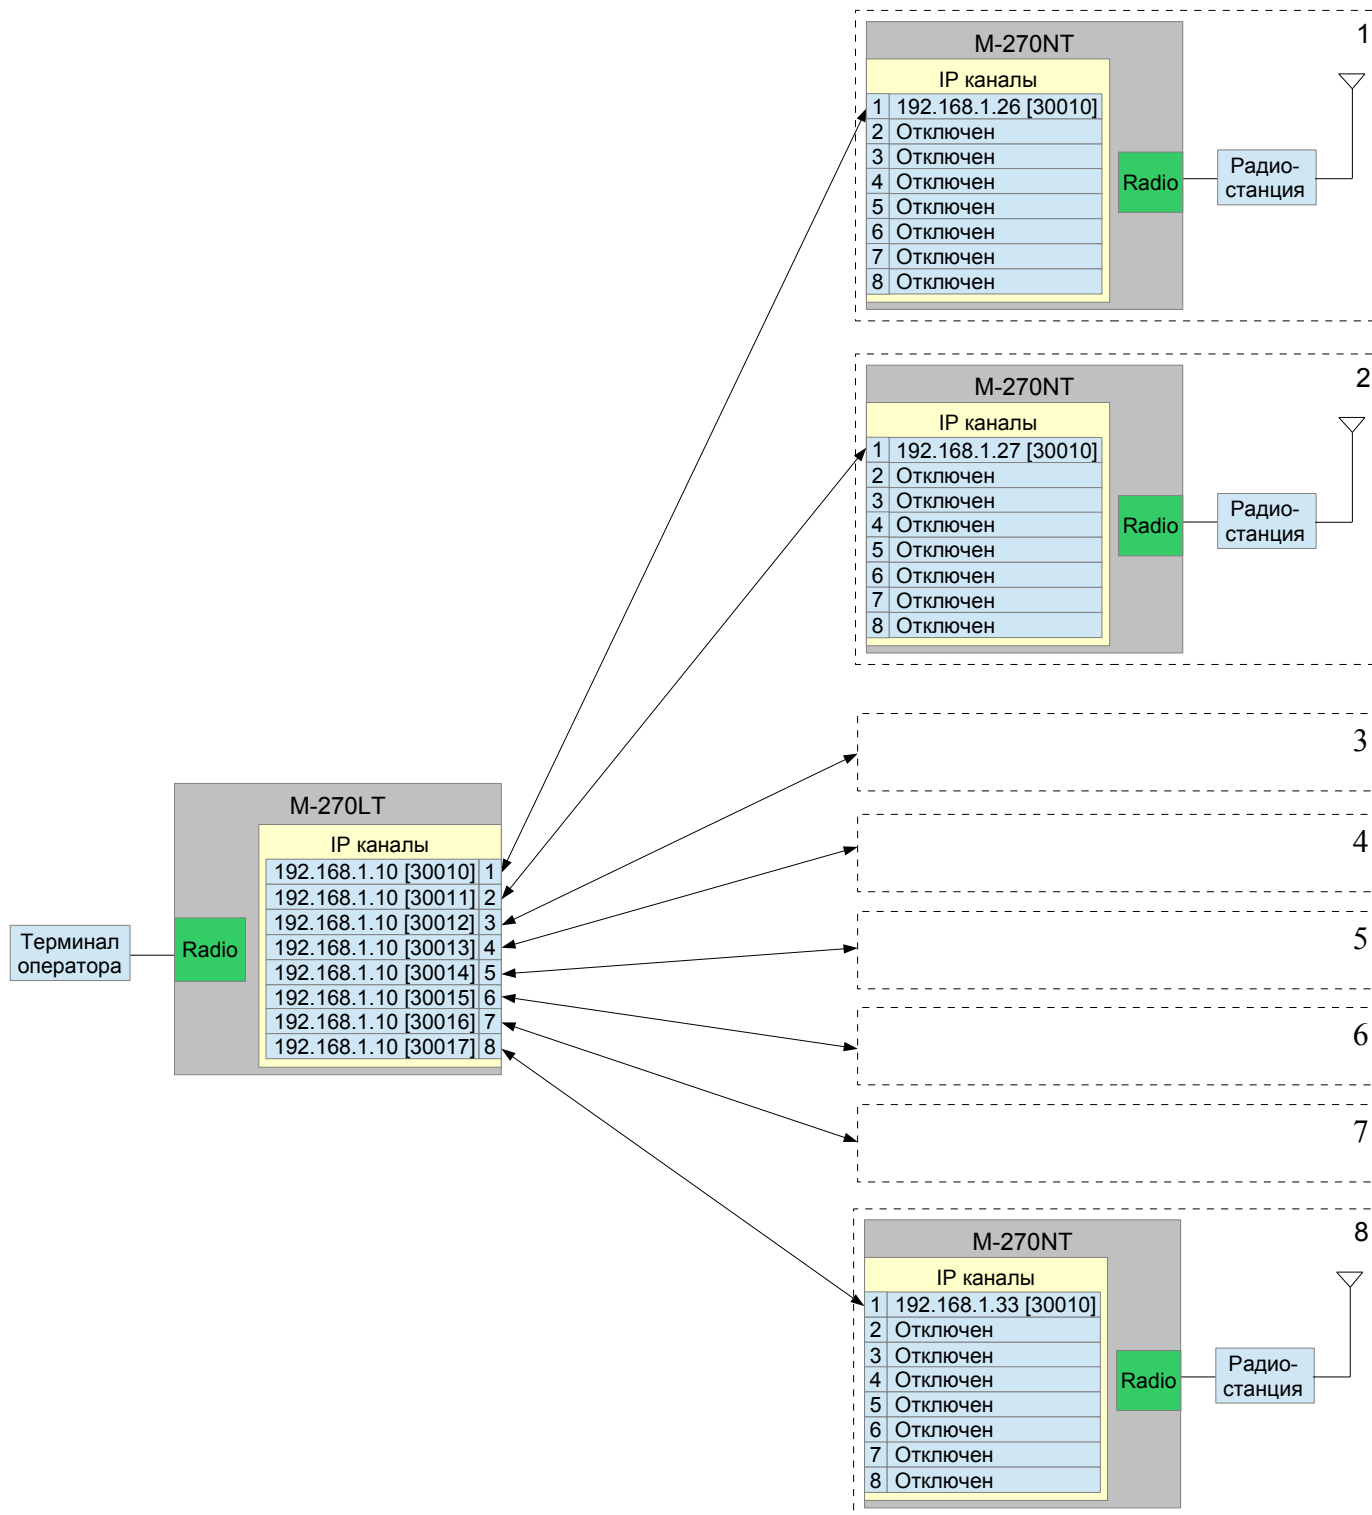 1
M-270NT
IP каналы
1 192.168.1.26 [30010]
2 Отключен
3 Отключен
4 Отключен
5 Отключен
6 Отключен
7 Отключен
8 Отключен
Radio
Радио-
станция
2
M-270NT
IP каналы
1 192.168.1.27 [30010]
2 Отключен
3 Отключен
4 Отключен
5 Отключен
6 Отключен
7 Отключен
8 Отключен
Radio
Радио-
станция
3
4
5
6
7
Терминал
оператора
Radio
M-270LT
IP каналы
192.168.1.10 [30010] 1
192.168.1.10 [30011] 2
192.168.1.10 [30012] 3
192.168.1.10 [30013] 4
192.168.1.10 [30014] 5
192.168.1.10 [30015] 6
192.168.1.10 [30016] 7
192.168.1.10 [30017] 8
8
M-270NT
IP каналы
1 192.168.1.33 [30010]
2 Отключен
3 Отключен
4 Отключен
5 Отключен
6 Отключен
7 Отключен
8 Отключен
Radio
Радио-
станция